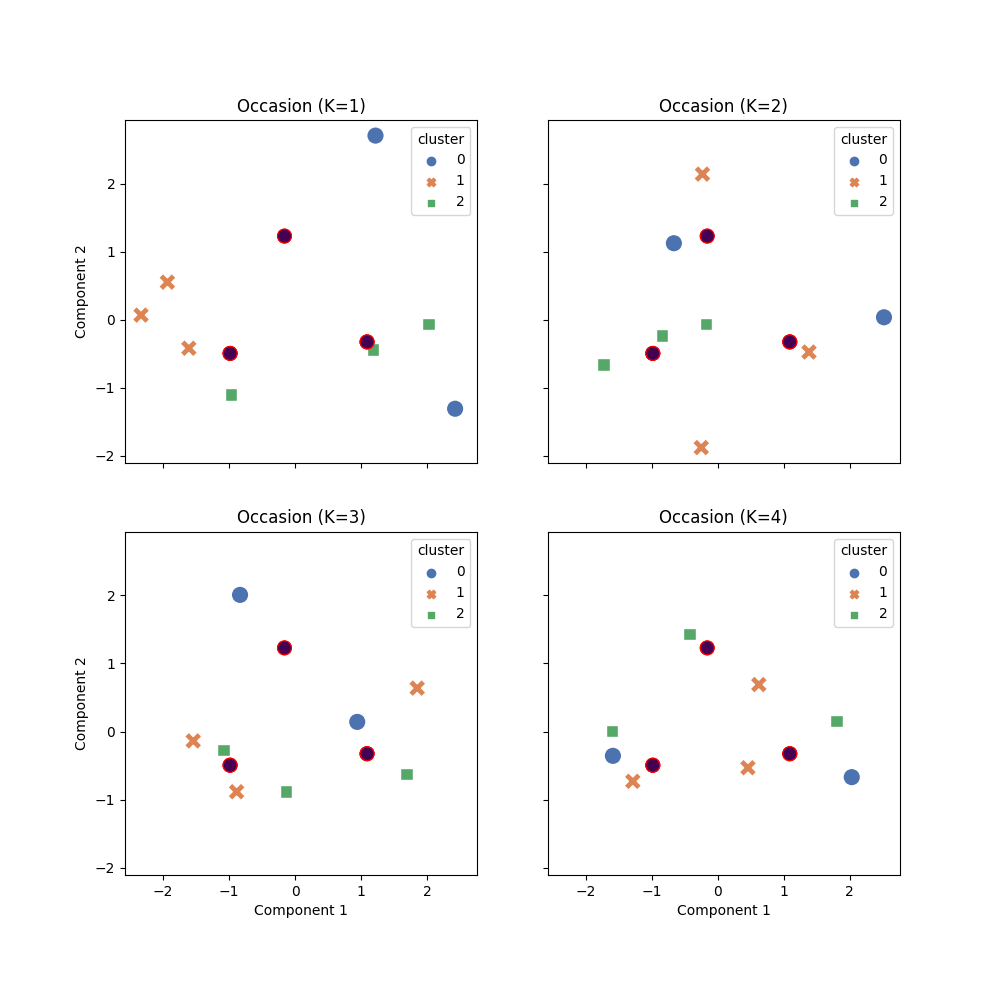 Occasion (K=1)
Occasion (K=2)
cluster
0
1
2
cluster
0
1
2
Component 2
2
1
0
−1
−2
Occasion (K=3)
Occasion (K=4)
cluster
0
1
2
cluster
0
1
2
Component 2
2
1
0
−1
−2
−2 −1 0 1 2
−2 −1 0 1 2
Component 1
Component 1